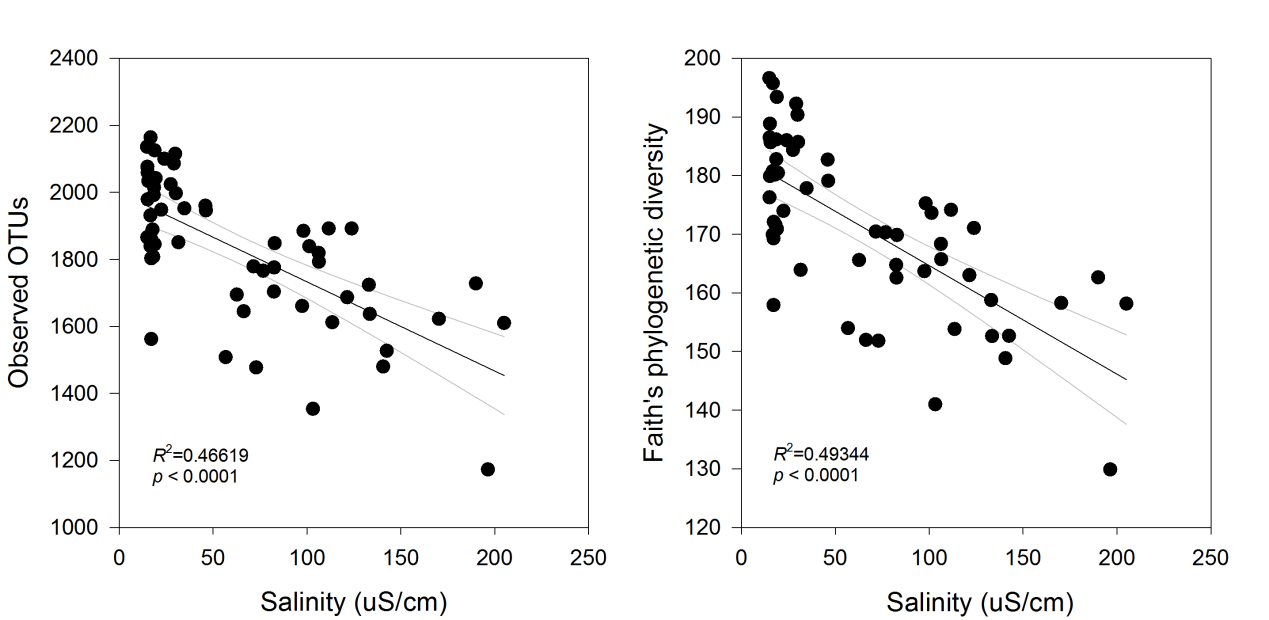 Observed OTUs
2400
2200
2000
1800
1600
1400
1200
1000
R²=0.46619
p < 0.0001
0 50 100 150 200 250
Salinity (uS/cm)
Faith's phylogenetic diversity
200
190
180
170
160
150
140
130
120
R²=0.49344
p < 0.0001
0 50 100 150 200 250
Salinity (uS/cm)